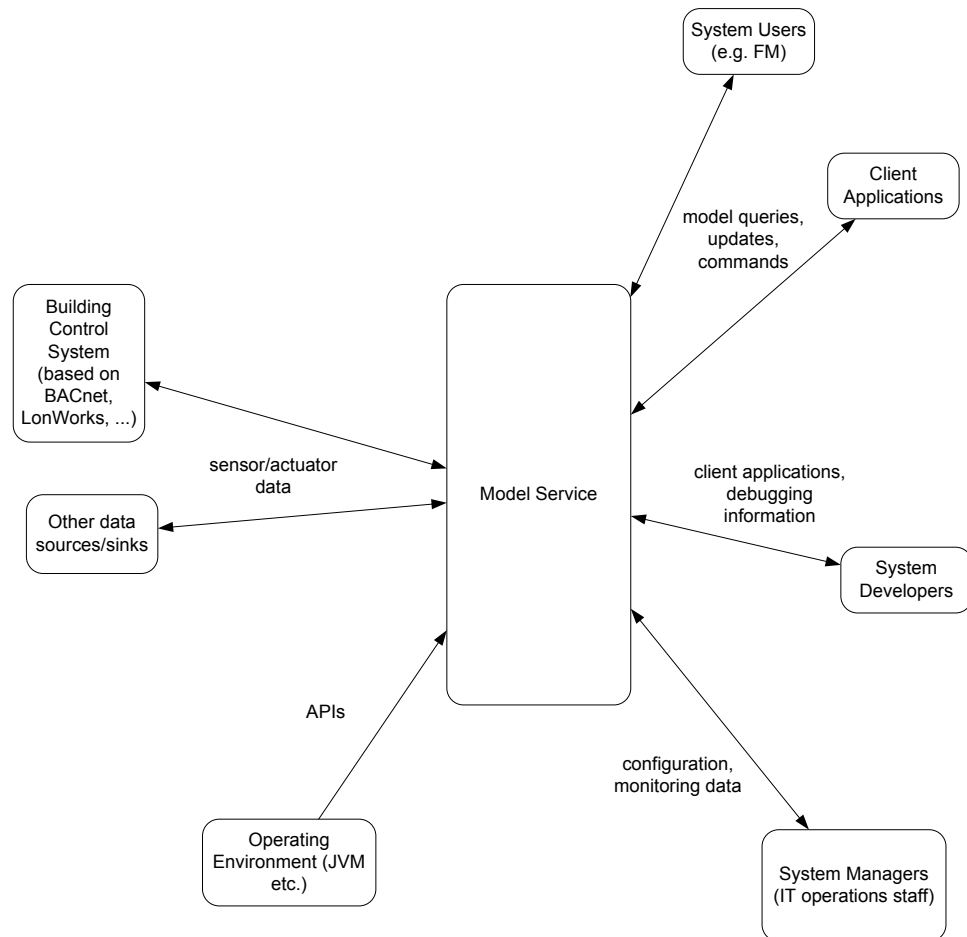 System Users
(e.g. FM)
Client
Applications
model queries,
updates,
commands
Building
Control
System
(based on
BACnet,
LonWorks, ...)
sensor/actuator
data
Model Service
client applications,
debugging
information
Other data
sources/sinks
System
Developers
APIs
configuration,
monitoring data
Operating
Environment (JVM
etc.)
System Managers
(IT operations staff)